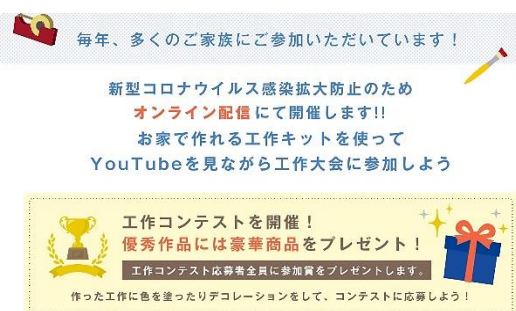 毎年、多くのご家族にご参加いただいています！
新型コロナウイルス感染拡大防止のため
オンライン配信にて開催します!!
お家で作れる工作キットを使って
YouTubeを見ながら工作大会に参加しよう
工作コンテストを開催！
優秀作品には豪華商品をプレゼント！
工作コンテスト応募者全員に参加賞をプレゼントします。
作った工作に色を塗ったりデコレーションをして、コンテストに応募しよう！